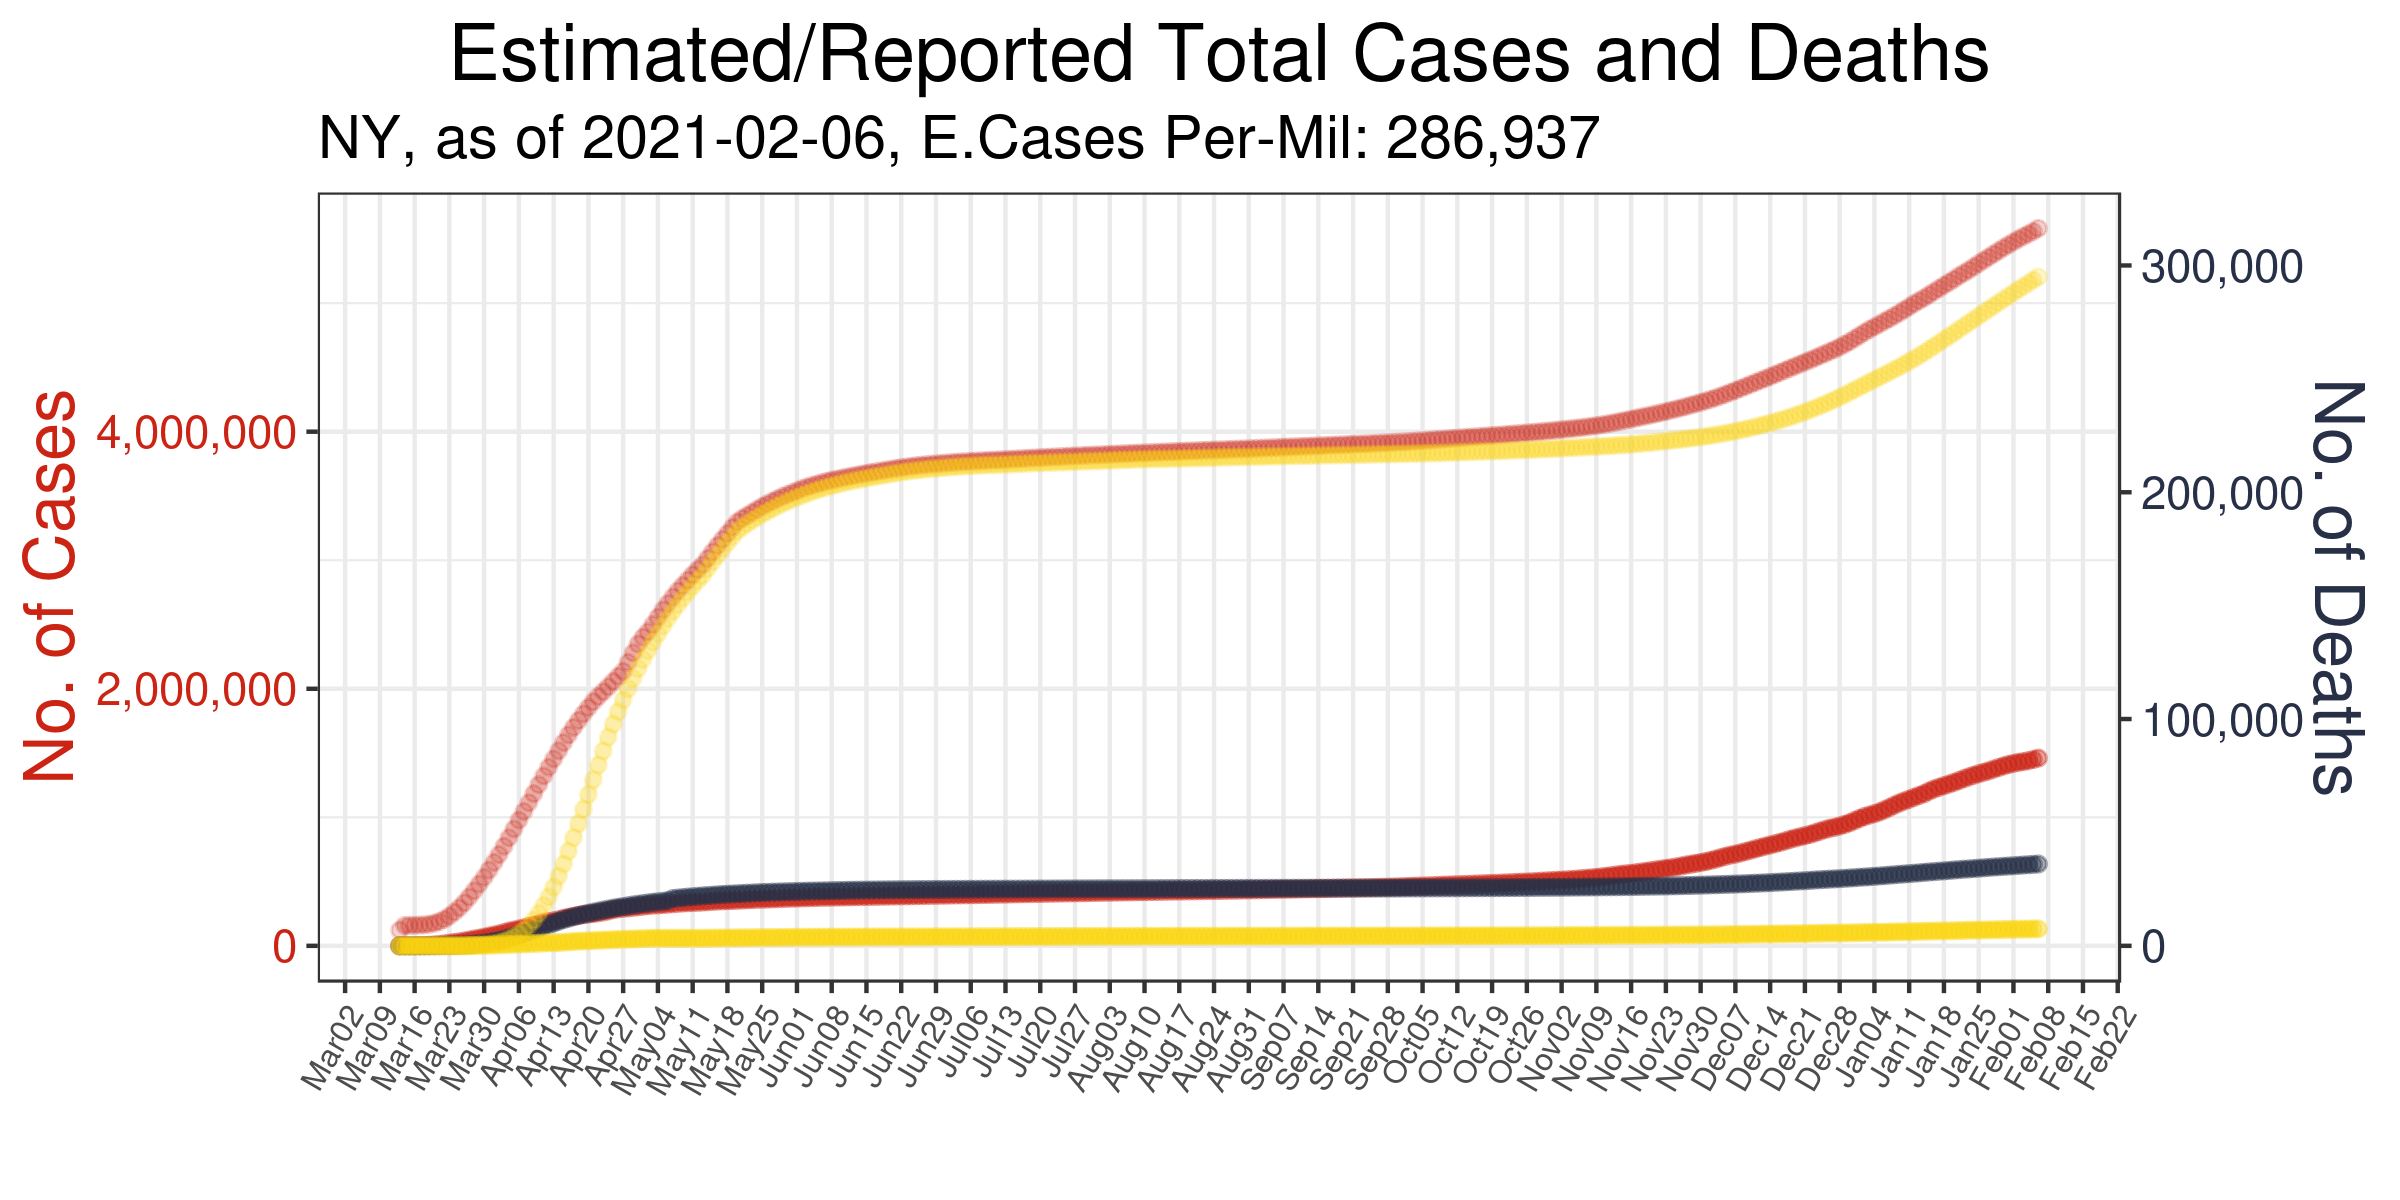 Estimated/Reported Total Cases and Deaths
NY, as of 2021-02-06, E.Cases Per-Mil: 286,937
No. of Cases
4,000,000
2,000,000
0
300,000
200,000
100,000
0
No. of Deaths
Mar02
Mar09
Mar16
Mar23
Mar30
Apr06
Apr13
Apr20
Apr27
May04
May11
May18
May25
Jun01
Jun08
Jun15
Jun22
Jun29
Jul06
Jul13
Jul20
Jul27
Aug03
Aug10
Aug17
Aug24
Aug31
Sep07
Sep14
Sep21
Sep28
Oct05
Oct12
Oct19
Oct26
Nov02
Nov09
Nov16
Nov23
Nov30
Nov07
Dec14
Dec21
Dec28
Dec04
Jan11
Jan18
Jan25
Feb01
Feb08
Feb15
Feb22